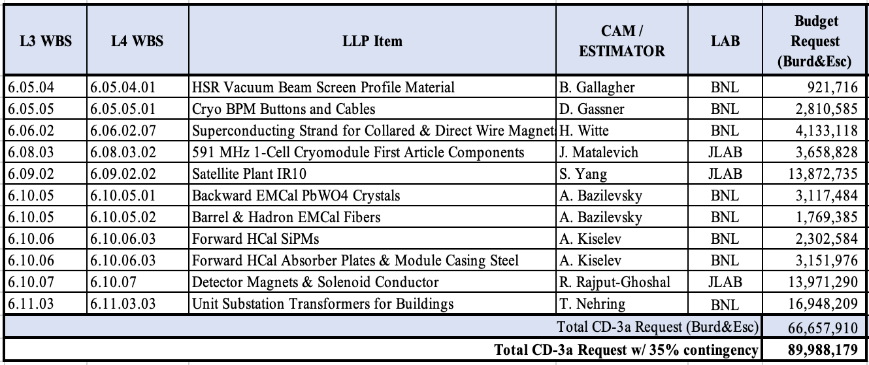 L3 WBS L4 WBS LLP Item CAM / ESTIMATOR LAB Budget Request (Burd&Esc)
6.05.04 6.05.04.01 HSR Vacuum Beam Screen Profile Material B. Gallagher BNL 921,716
6.05.05 6.05.05.01 Cryo BPM Buttons and Cables D. Gassner BNL 2,810,585
6.06.02 6.06.02.07 Superconducting Strand for Collared & Direct Wire Magnet H. Witte BNL 4,133,118
6.08.03 6.08.03.02 591 MHz 1-Cell Cryomodule First Article Components J. Matalevich JLAB 3,658,828
6.09.02 6.09.02.02 Satellite Plant IR10 S. Yang JLAB 13,872,735
6.10.05 6.10.05.01 Backward EMCal PbWO4 Crystals A. Bazilevsky BNL 3,117,484
6.10.05 6.10.05.02 Barrel & Hadron EMCal Fibers A. Bazilevsky BNL 1,769,385
6.10.06 6.10.06.03 Forward HCal SiPMs A. Kiselev BNL 2,302,584
6.10.06 6.10.06.03 Forward HCal Absorber Plates & Module Casing Steel A. Kiselev BNL 3,151,976
6.10.07 6.10.07 Detector Magnets & Solenoid Conductor R. Rajput-Ghoshal JLAB 13,971,290
6.11.03 6.11.03.03 Unit Substation Transformers for Buildings T. Nehring BNL 16,948,209
Total CD-3a Request (Burd&Esc) 66,657,910
Total CD-3a Request w/ 35% contingency 89,988,179